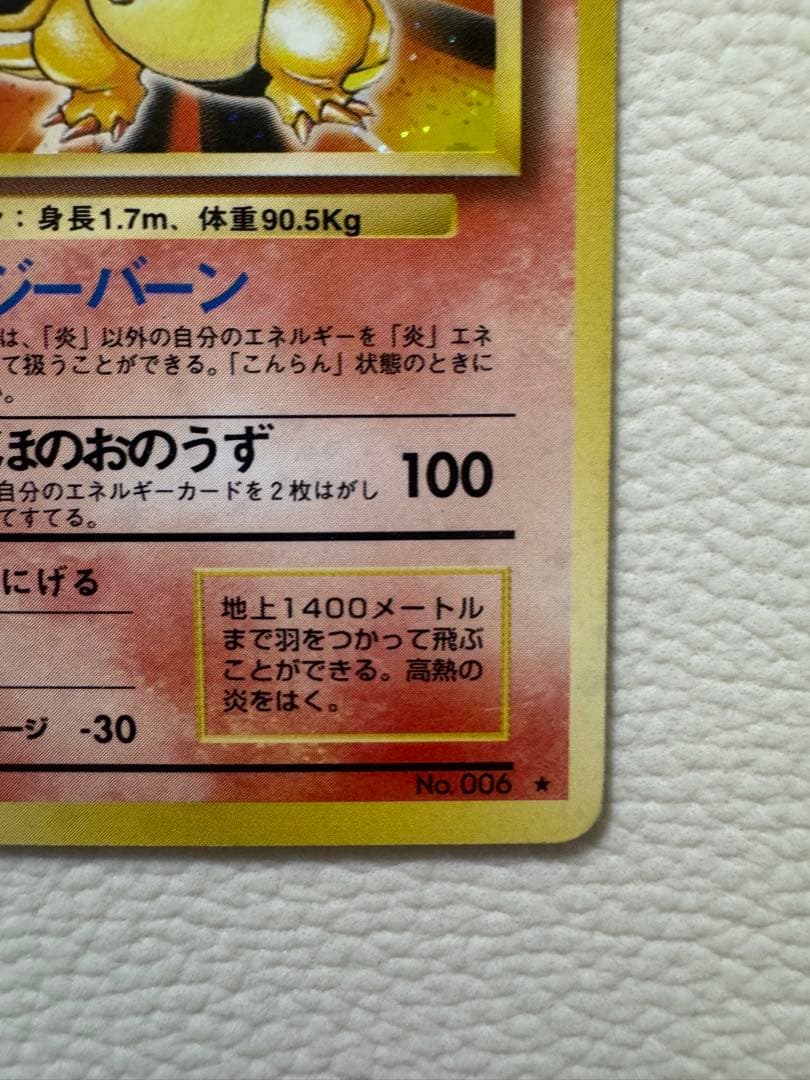 ：身長1.7m、体重90.5Kg
ジーバーン
は、「炎」以外の自分のエネルギーを「炎」エネ
て扱うことができる。「こんらん」状態のときに
。
ほのおのうず 100
自分のエネルギーカードを２枚はがし
てすてる。
にげる
地上1400メートル
まで羽をつかって飛ぶ
ことができる。高熱の
炎をはく。
ージ -30
No. 006 ★